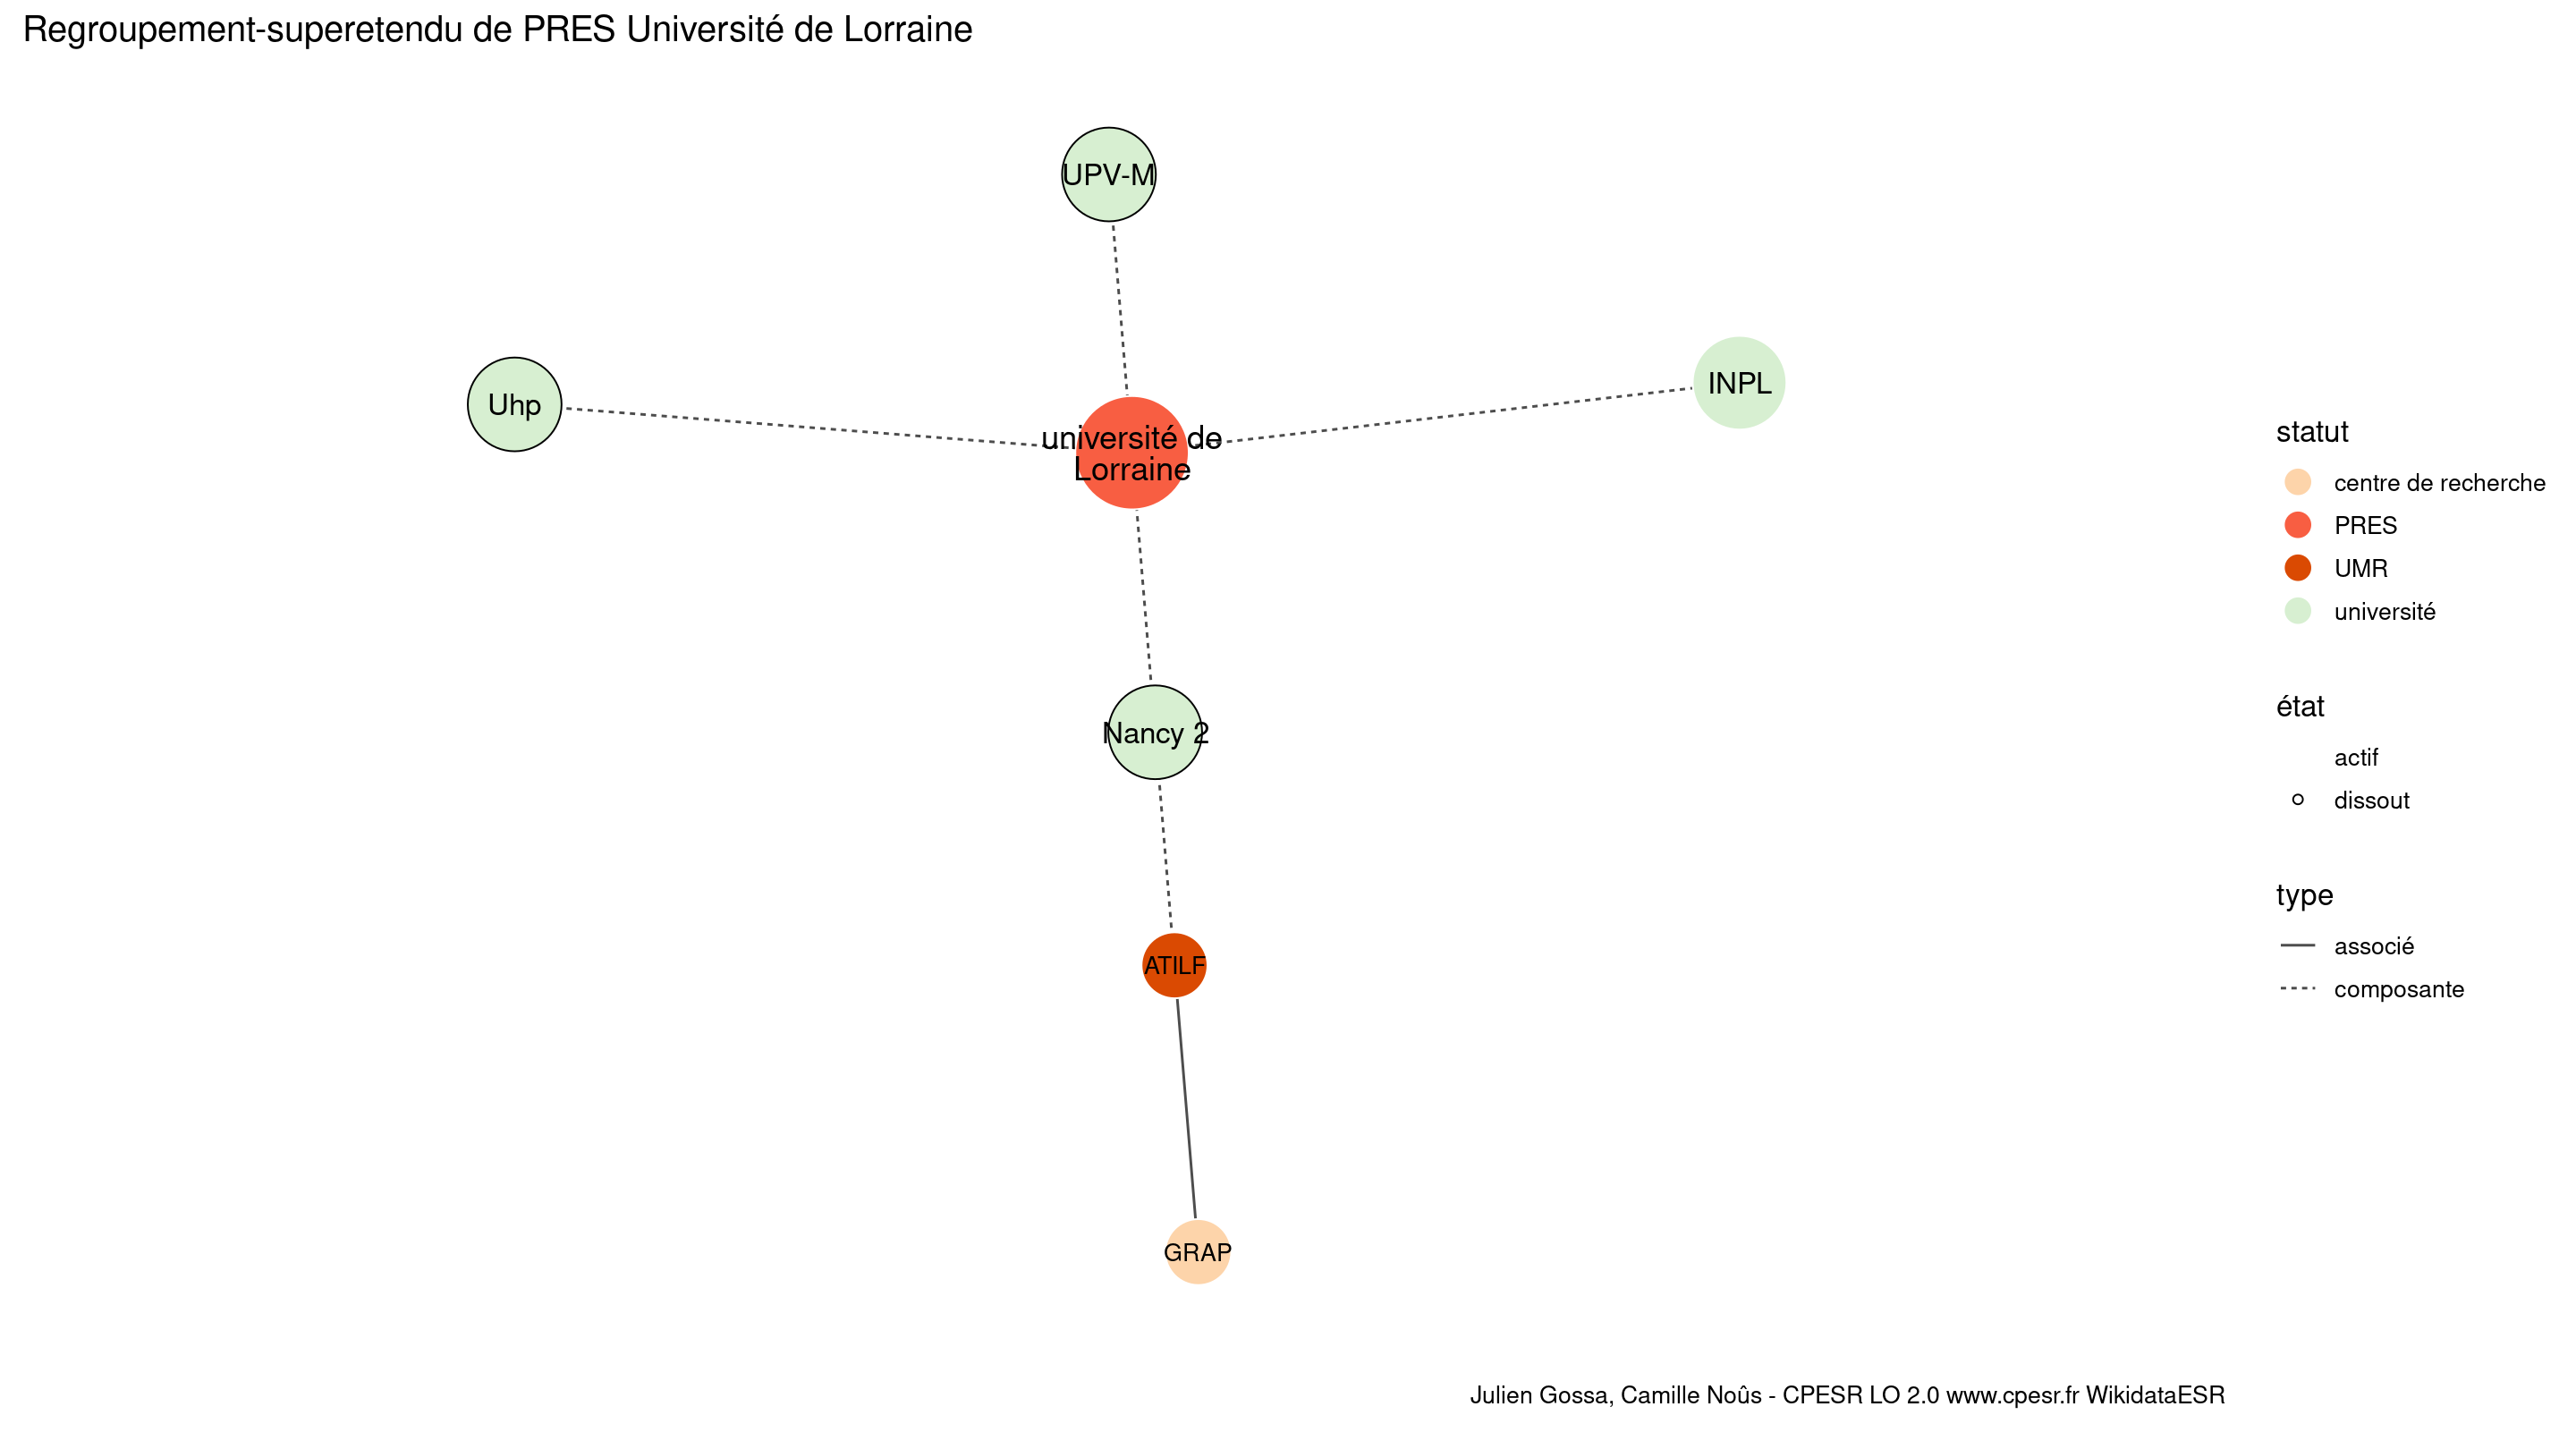 Regroupement-superetendu de PRES Université de Lorraine
UPV-M
INPL
Uhp
université de
Lorraine
Nancy 2
ATILF
GRAP
statut
centre de recherche
PRES
UMR
université
état
actif
dissout
type
associé
composante
Julien Gossa, Camille Noûs - CPESR LO 2.0 www.cpesr.fr WikidataESR